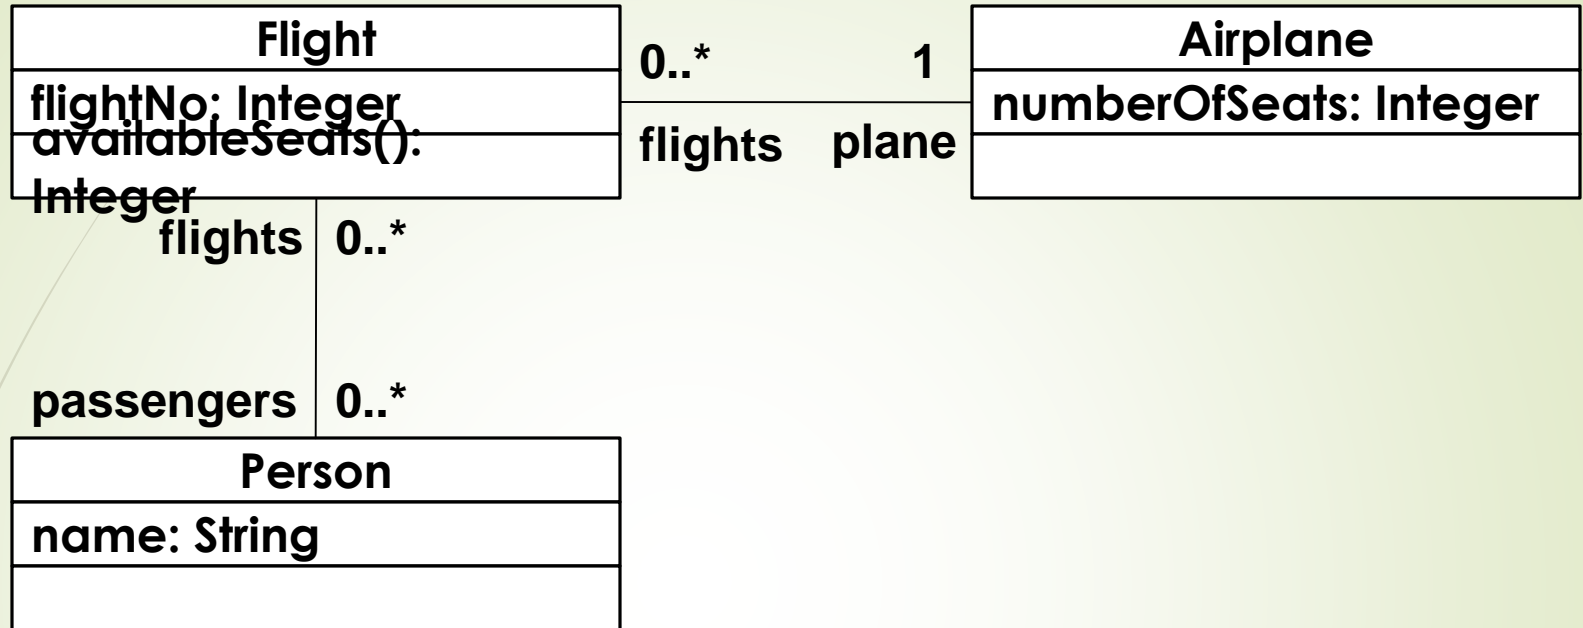 Flight
flightNo: Integer
availableSeats():
Integer
0..* 1
flights plane
Airplane
numberOfSeats: Integer
flights 0..*
passengers 0..*
Person
name: String